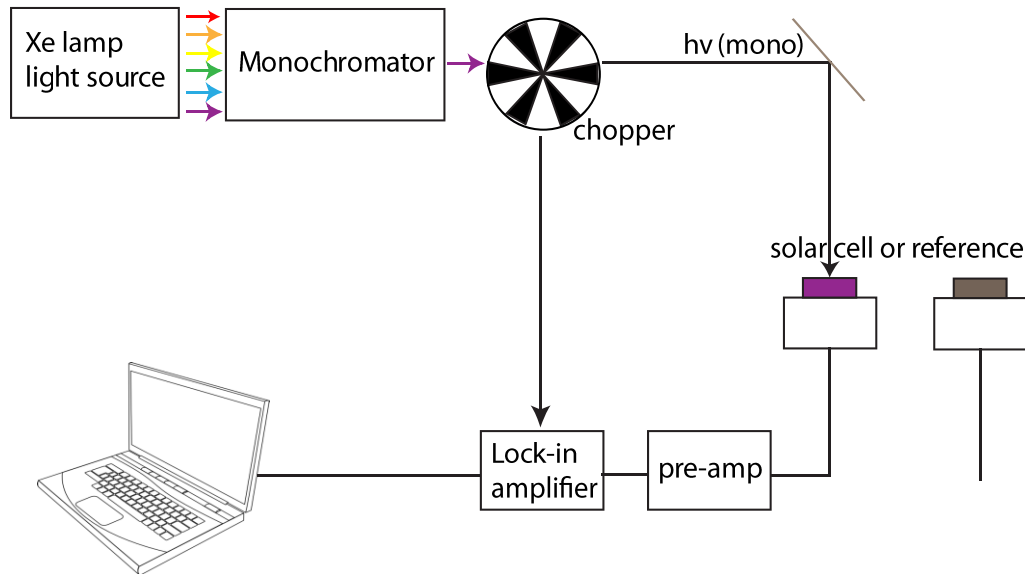 Xe lamp
light source
Monochromator
chopper
hv (mono)
solar cell or reference
Lock-in
amplifier
pre-amp